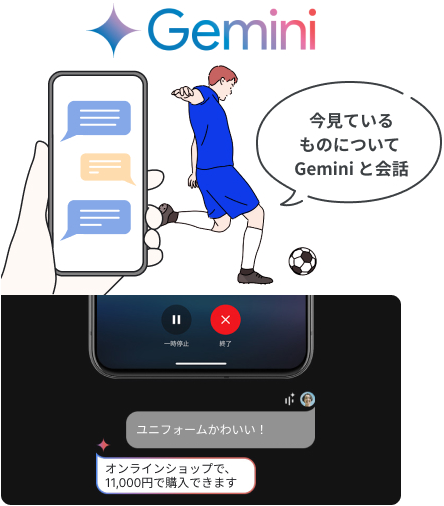 Gemini
今見ている
ものについて
Gemini と会話
一時停止
終了
ユニフォームかわいい！
オンラインショップで、
11,000円で購入できます